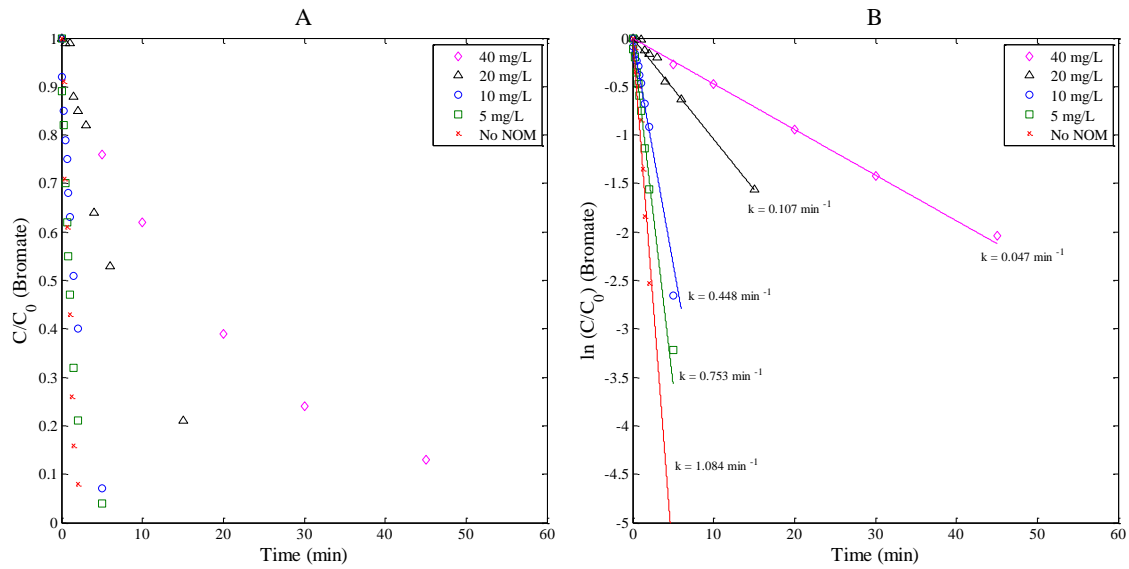 A
C/C0 (Bromate)
1
0.9
0.8
0.7
0.6
0.5
0.4
0.3
0.2
0.1
0
0
10
20
30
40
50
60
Time (min)
40 mg/L
20 mg/L
10 mg/L
5 mg/L
No NOM
B
ln (C/C0) (Bromate)
0
-0.5
-1
-1.5
-2
-2.5
-3
-3.5
-4
-4.5
-5
0
10
20
30
40
50
60
Time (min)
40 mg/L
20 mg/L
10 mg/L
5 mg/L
No NOM
k = 0.107 min -1
k = 0.047 min -1
k = 0.448 min -1
k = 0.753 min -1
k = 1.084 min -1